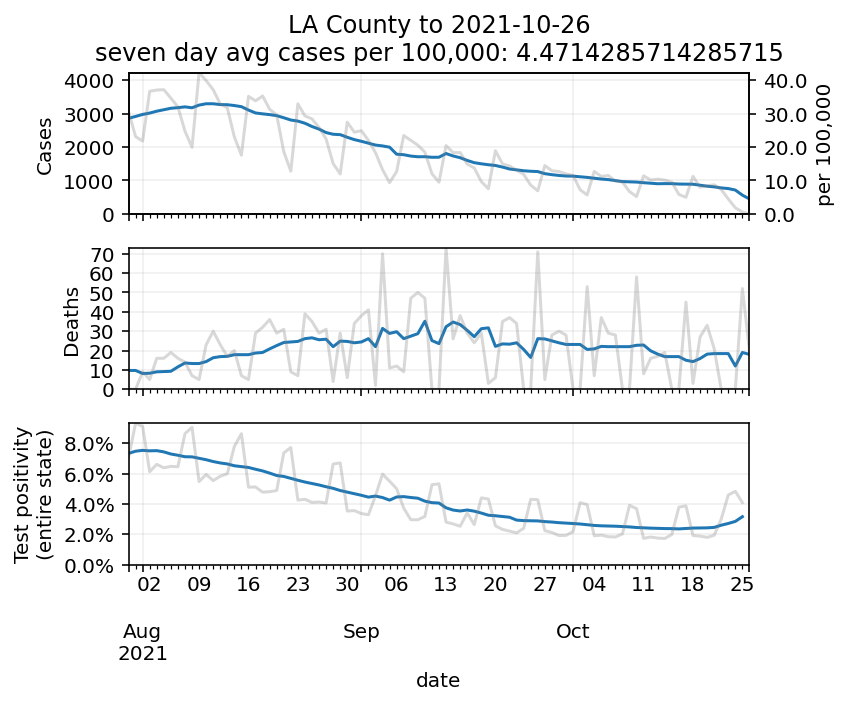 LA County to 2021-10-26
seven day avg cases per 100,000: 4.4714285714285715
4000
3000
2000
1000
0
Cases
40.0
30.0
20.0
10.0
0.0
per 100,000
70
60
50
40
30
20
10
0
Deaths
8.0%
6.0%
4.0%
2.0%
0.0%
Test positivity
(entire state)
02 09 16 23 30 06 13 20 27 04 11 18 25
Aug Sep Oct
2021
date